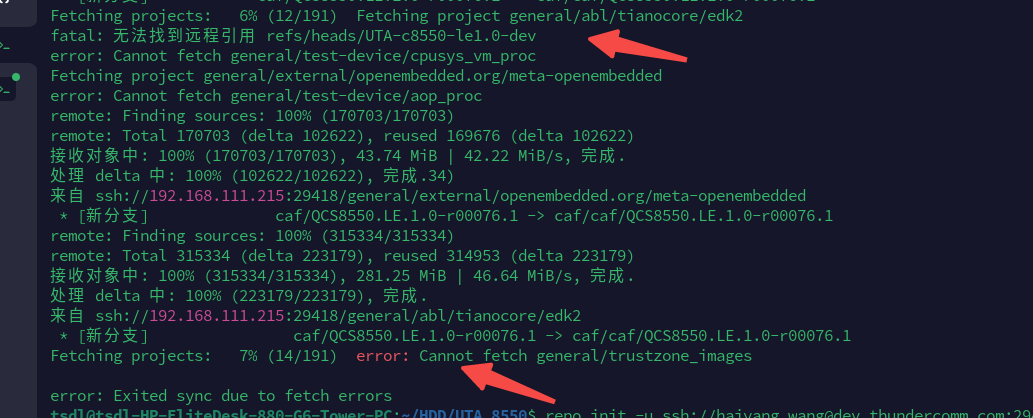 [新分支]
Fetching projects:   6% (12/191)  Fetching project general/abl/tianocore/edk2
fatal: 无法找到远程引用 refs/heads/UTA-c8550-le1.0-dev
error: Cannot fetch general/test-device/cpusys_vm_proc
Fetching project general/external/openembedded.org/meta-openembedded
error: Cannot fetch general/test-device/aop_proc
remote: Finding sources: 100% (170703/170703)
remote: Total 170703 (delta 102622), reused 169676 (delta 102622)
接收对象中: 100% (170703/170703), 43.74 MiB | 42.22 MiB/s, 完成.
处理 delta 中: 100% (102622/102622), 完成.34)
来自 ssh://192.168.111.215:29418/general/external/openembedded.org/meta-openembedded
 * [新分支]             caf/QCS8550.LE.1.0-r00076.1 -> caf/caf/QCS8550.LE.1.0-r00076.1
remote: Finding sources: 100% (315334/315334)
remote: Total 315334 (delta 223179), reused 314953 (delta 223179)
接收对象中: 100% (315334/315334), 281.25 MiB | 46.64 MiB/s, 完成.
处理 delta 中: 100% (223179/223179), 完成.
来自 ssh://192.168.111.215:29418/general/abl/tianocore/edk2
 * [新分支]               caf/QCS8550.LE.1.0-r00076.1 -> caf/caf/QCS8550.LE.1.0-r00076.1
Fetching projects:   7% (14/191)  error: Cannot fetch general/trustzone_images
error: Exited sync due to fetch errors
tsdl@tsdl-HP-EliteDesk-880-G6-Tower-PC:~/HDD/UTA_8550$ repo init -u ssh://haiyang.wang@dev.thundercomm.com:29